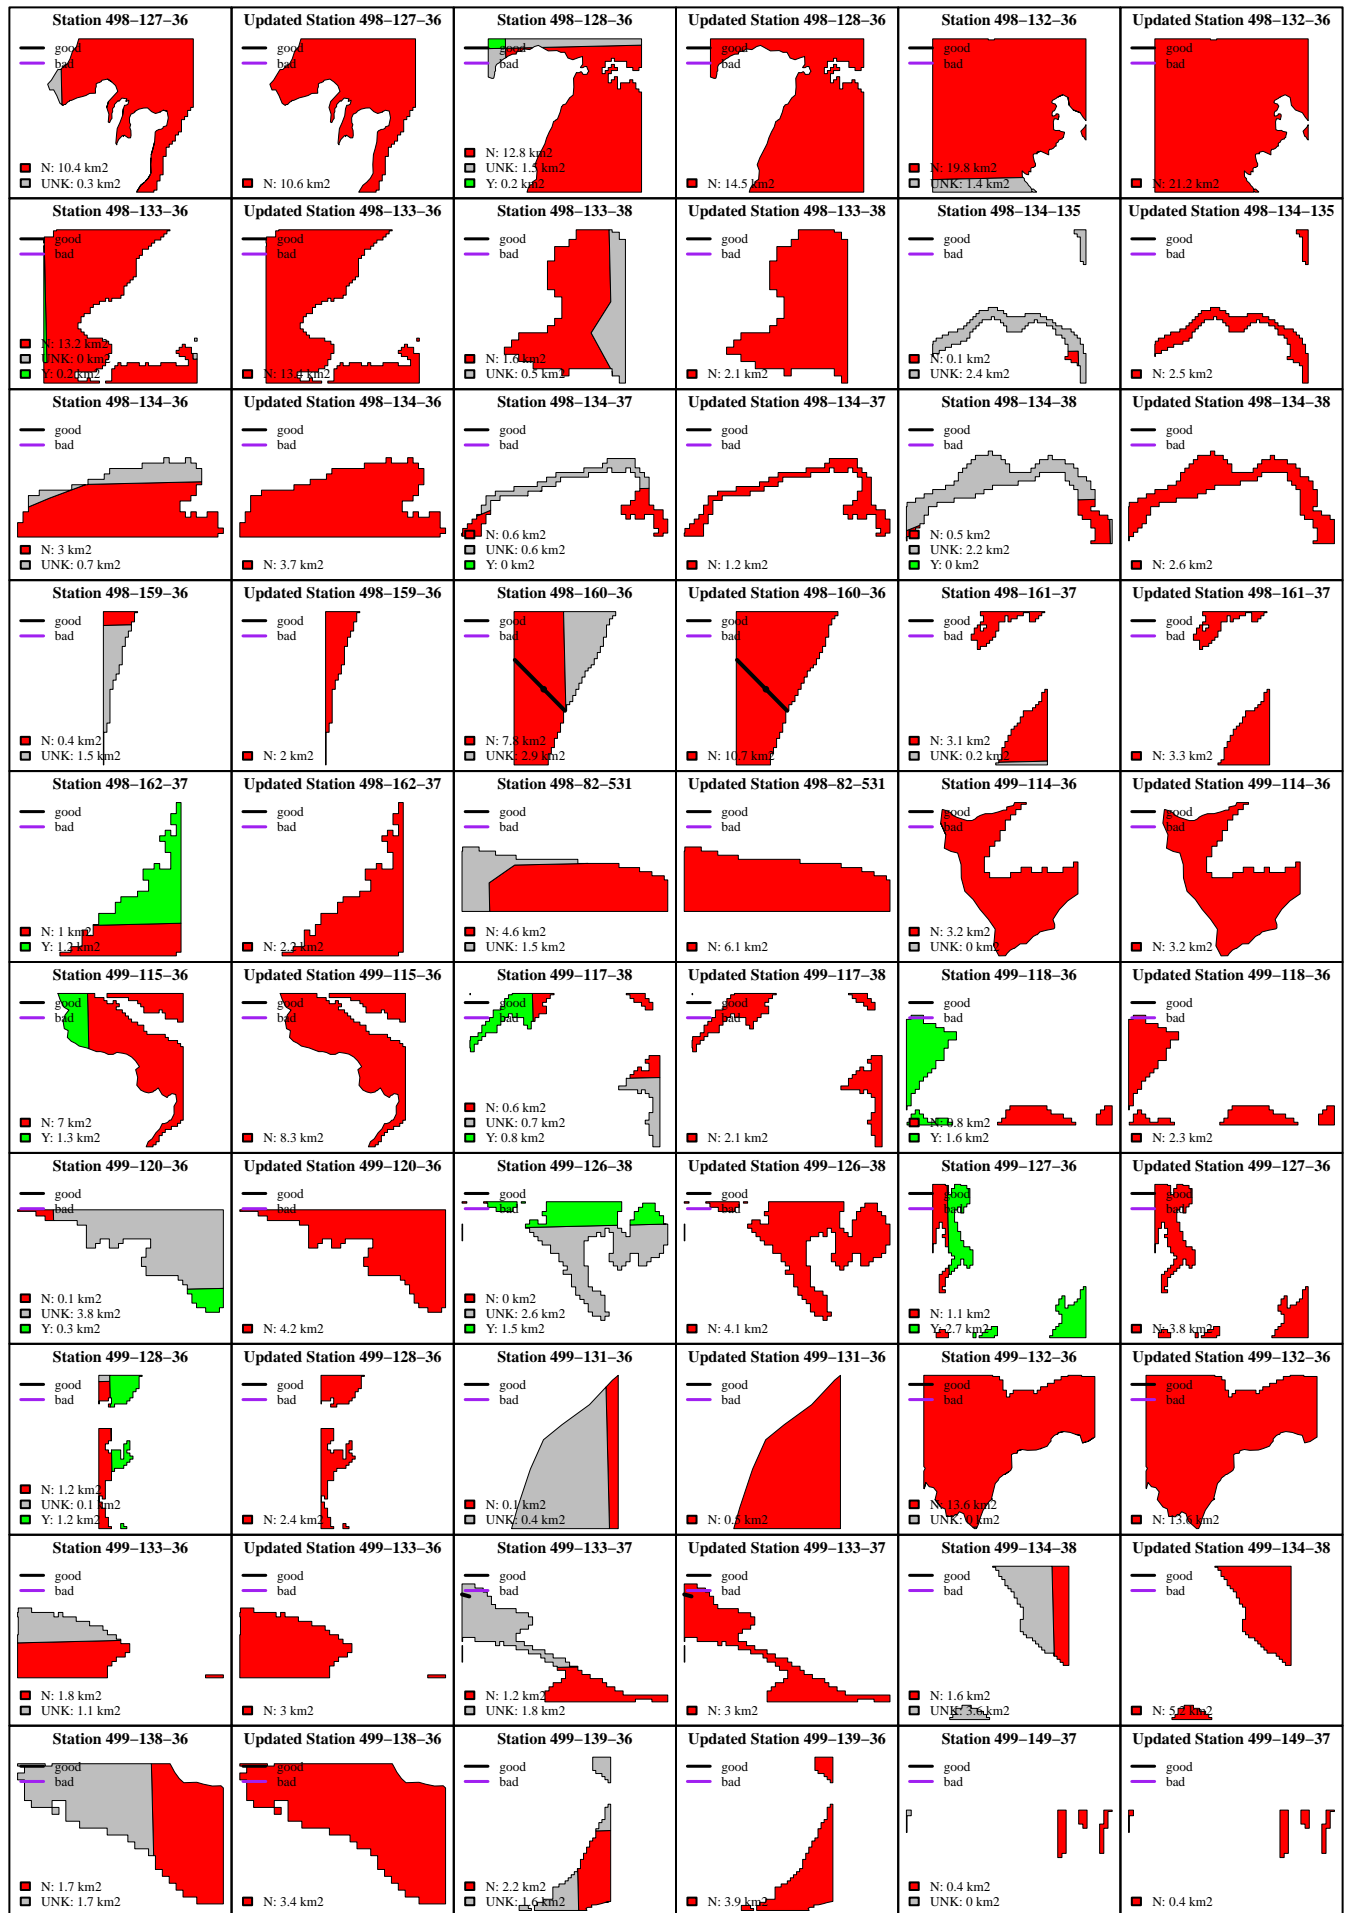 Station 498−127−36
good
bad
N: 10.4 km2
UNK: 0.3 km2
Updated Station 498−127−36
good
bad
N: 10.6 km2
Station 498−128−36
good
bad
N: 12.8 km2
UNK: 1.5 km2
Y: 0.2 km2
Updated Station 498−128−36
good
bad
N: 14.5 km2
Station 498−132−36
good
bad
N: 19.8 km2
UNK: 1.4 km2
Updated Station 498−132−36
good
bad
N: 21.2 km2
Station 498−133−36
good
bad
N: 13.2 km2
UNK: 0 km2
Y: 0.2 km2
Updated Station 498−133−36
good
bad
N: 13.4 km2
Station 498−133−38
good
bad
N: 1.6 km2
UNK: 0.5 km2
Updated Station 498−133−38
good
bad
N: 2.1 km2
Station 498−134−135
good
bad
N: 0.1 km2
UNK: 2.4 km2
Updated Station 498−134−135
good
bad
N: 2.5 km2
Station 498−134−36
good
bad
N: 3 km2
UNK: 0.7 km2
Updated Station 498−134−36
good
bad
N: 3.7 km2
Station 498−134−37
good
bad
N: 0.6 km2
UNK: 0.6 km2
Y: 0 km2
Updated Station 498−134−37
good
bad
N: 1.2 km2
Station 498−134−38
good
bad
N: 0.5 km2
UNK: 2.2 km2
Y: 0 km2
Updated Station 498−134−38
good
bad
N: 2.6 km2
Station 498−159−36
good
bad
N: 0.4 km2
UNK: 1.5 km2
Updated Station 498−159−36
good
bad
N: 2 km2
Station 498−160−36
good
bad
N: 7.8 km2
UNK: 2.9 km2
Updated Station 498−160−36
good
bad
N: 10.7 km2
Station 498−161−37
good
bad
N: 3.1 km2
UNK: 0.2 km2
Updated Station 498−161−37
good
bad
N: 3.3 km2
Station 498−162−37
good
bad
N: 1 km2
Y: 1.2 km2
Updated Station 498−162−37
good
bad
N: 2.2 km2
Station 498−82−531
good
bad
N: 4.6 km2
UNK: 1.5 km2
Updated Station 498−82−531
good
bad
N: 6.1 km2
Station 499−114−36
good
bad
N: 3.2 km2
UNK: 0 km2
Updated Station 499−114−36
good
bad
N: 3.2 km2
Station 499−115−36
good
bad
N: 7 km2
Y: 1.3 km2
Updated Station 499−115−36
good
bad
N: 8.3 km2
Station 499−117−38
good
bad
N: 0.6 km2
UNK: 0.7 km2
Y: 0.8 km2
Updated Station 499−117−38
good
bad
N: 2.1 km2
Station 499−118−36
good
bad
N: 0.8 km2
Y: 1.6 km2
Updated Station 499−118−36
good
bad
N: 2.3 km2
Station 499−120−36
good
bad
N: 0.1 km2
UNK: 3.8 km2
Y: 0.3 km2
Updated Station 499−120−36
good
bad
N: 4.2 km2
Station 499−126−38
good
bad
N: 0 km2
UNK: 2.6 km2
Y: 1.5 km2
Updated Station 499−126−38
good
bad
N: 4.1 km2
Station 499−127−36
good
bad
N: 1.1 km2
Y: 2.7 km2
Updated Station 499−127−36
good
bad
N: 3.8 km2
Station 499−128−36
good
bad
N: 1.2 km2
UNK: 0.1 km2
Y: 1.2 km2
Updated Station 499−128−36
good
bad
N: 2.4 km2
Station 499−131−36
good
bad
N: 0.1 km2
UNK: 0.4 km2
Updated Station 499−131−36
good
bad
N: 0.5 km2
Station 499−132−36
good
bad
N: 13.6 km2
UNK: 0 km2
Updated Station 499−132−36
good
bad
N: 13.6 km2
Station 499−133−36
good
bad
N: 1.8 km2
UNK: 1.1 km2
Updated Station 499−133−36
good
bad
N: 3 km2
Station 499−133−37
good
bad
N: 1.2 km2
UNK: 1.8 km2
Updated Station 499−133−37
good
bad
N: 3 km2
Station 499−134−38
good
bad
N: 1.6 km2
UNK: 3.6 km2
Updated Station 499−134−38
good
bad
N: 5.2 km2
Station 499−138−36
good
bad
N: 1.7 km2
UNK: 1.7 km2
Updated Station 499−138−36
good
bad
N: 3.4 km2
Station 499−139−36
good
bad
N: 2.2 km2
UNK: 1.6 km2
Updated Station 499−139−36
good
bad
N: 3.9 km2
Station 499−149−37
good
bad
N: 0.4 km2
UNK: 0 km2
Updated Station 499−149−37
good
bad
N: 0.4 km2